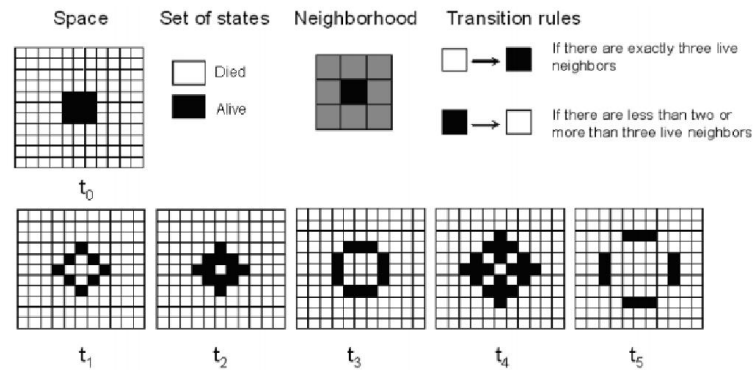 Space
Set of states
Neighborhood
Transition rules
Died
Alive
If there are exactly three live
neighbors
If there are less than two or
more than three live neighbors
t0
t1
t2
t3
t4
t5